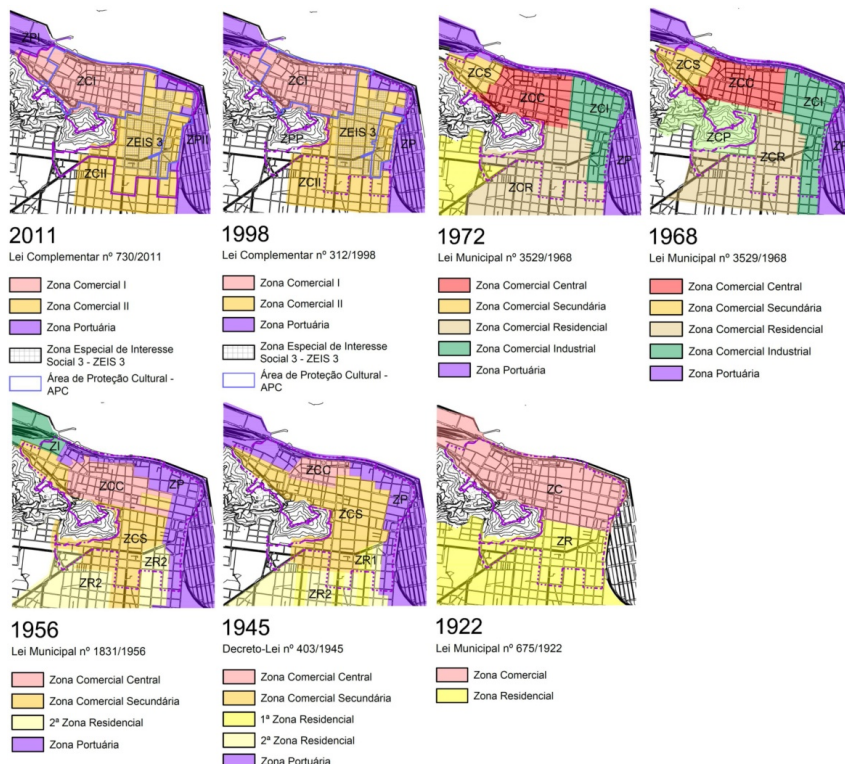 ZPI
ZCI
ZEIS 3
ZPII
ZCII
2011
Lei Complementar nº 730/2011
Zona Comercial I
Zona Comercial II
Zona Portuária
Zona Especial de Interesse
Social 3 - ZEIS 3
Área de Proteção Cultural -
APC
ZCI
ZPP
ZEIS 3
ZP
ZCII
1998
Lei Complementar nº 312/1998
Zona Comercial I
Zona Comercial II
Zona Portuária
Zona Especial de Interesse
Social 3 - ZEIS 3
Área de Proteção Cultural -
APC
ZCS
ZCC
ZCI
ZP
ZCR
1972
Lei Municipal nº 3529/1968
Zona Comercial Central
Zona Comercial Secundária
Zona Comercial Residencial
Zona Comercial Industrial
Zona Portuária
ZCS
ZCC
ZCI
ZCP
ZCR
1968
Lei Municipal nº 3529/1968
Zona Comercial Central
Zona Comercial Secundária
Zona Comercial Residencial
Zona Comercial Industrial
Zona Portuária
ZI
ZCC
ZP
ZCS
ZR2
ZR2
1956
Lei Municipal nº 1831/1956
Zona Comercial Central
Zona Comercial Secundária
2ª Zona Residencial
Zona Portuária
ZCC
ZP
ZCS
ZR1
ZR2
1945
Decreto-Lei nº 403/1945
Zona Comercial Central
Zona Comercial Secundária
1ª Zona Residencial
2ª Zona Residencial
Zona Portuária
ZC
ZR
1922
Lei Municipal nº 675/1922
Zona Comercial
Zona Residencial